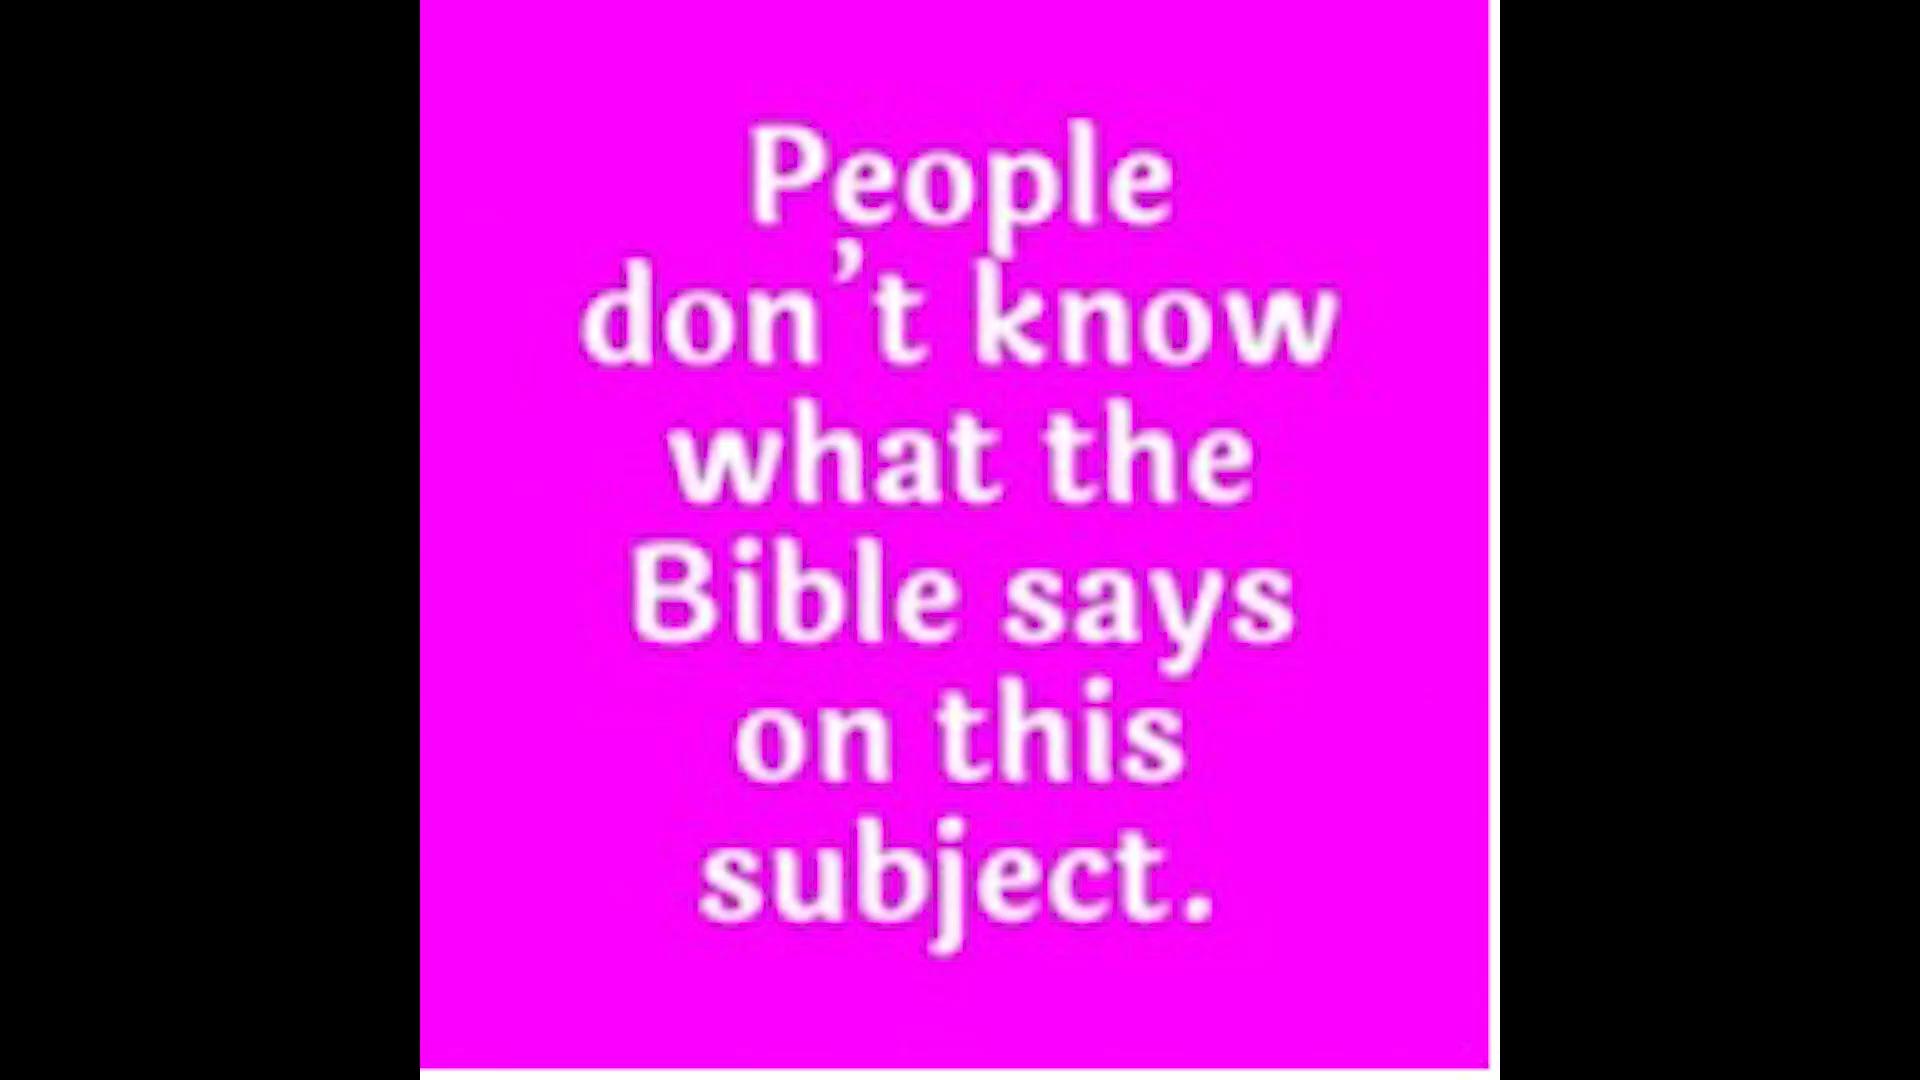 People
don’t know
what the
Bible says
on this
subject.